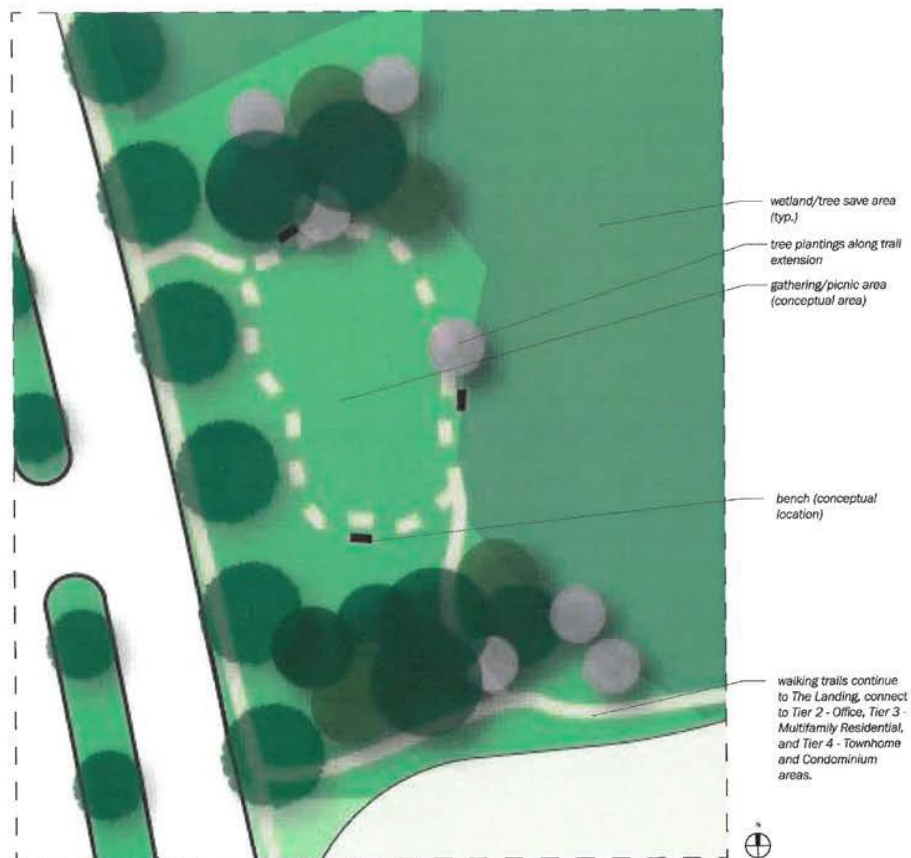 wetland/tree save area
(typ.)
tree plantings along trail
extension
gathering/picnic area
(conceptual area)
bench (conceptual
location)
walking trails continue
to The Landing, connect
to Tier 2 - Office, Tier 3 -
Multifamily Residential,
and Tier 4 - Townhome
and Condominium
areas.
N